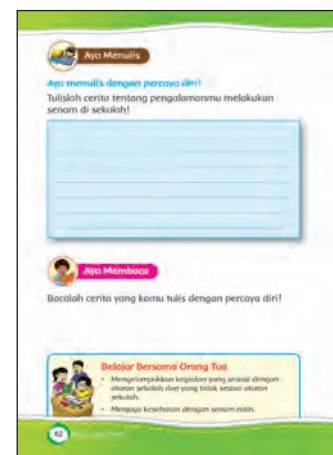 Ayo Menulis
Ayo menulis dengan percaya diri!
Tulislah cerita tentang pengalamanmu melakukan
senam di sekolah!
Ayo Membaca
Bacalah cerita yang kamu tulis dengan percaya diri!
Belajar Bersama Orang Tua
• Mengelompokkan kegiatan yang sesuai dengan
aturan sekolah dan yang tidak sesuai aturan
sekolah.
• Menjaga kesehatan dengan senam rutin.
62